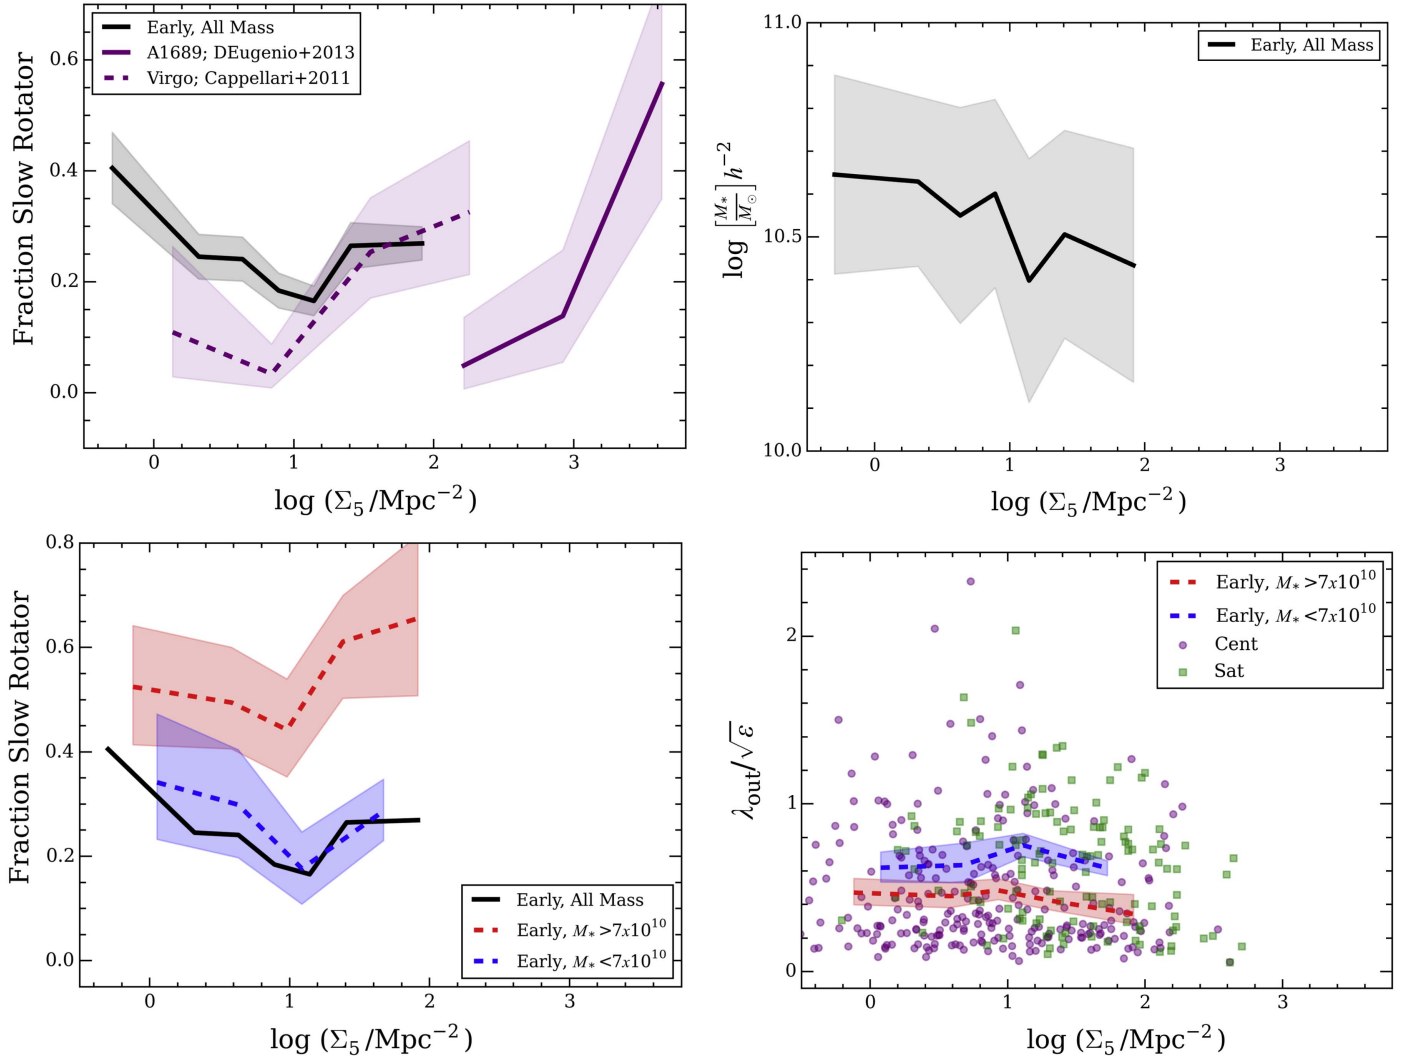 Early, All Mass
A1689; DEugenio+2013
Virgo; Cappellari+2011
Fraction Slow Rotator
0.6
0.4
0.2
0.0
0 1 2 3
log (Σ₅/Mpc⁻²)
Early, All Mass
log [M*/M☉] h⁻²
11.0
10.5
10.0
0 1 2 3
log (Σ₅/Mpc⁻²)
Fraction Slow Rotator
0.8
0.6
0.4
0.2
0.0
Early, All Mass
Early, M* >7x10¹⁰
Early, M* <7x10¹⁰
0 1 2 3
log (Σ₅/Mpc⁻²)
Early, M* >7x10¹⁰
Early, M* <7x10¹⁰
Cent
Sat
λout/√ε
2
1
0
0 1 2 3
log (Σ₅/Mpc⁻²)